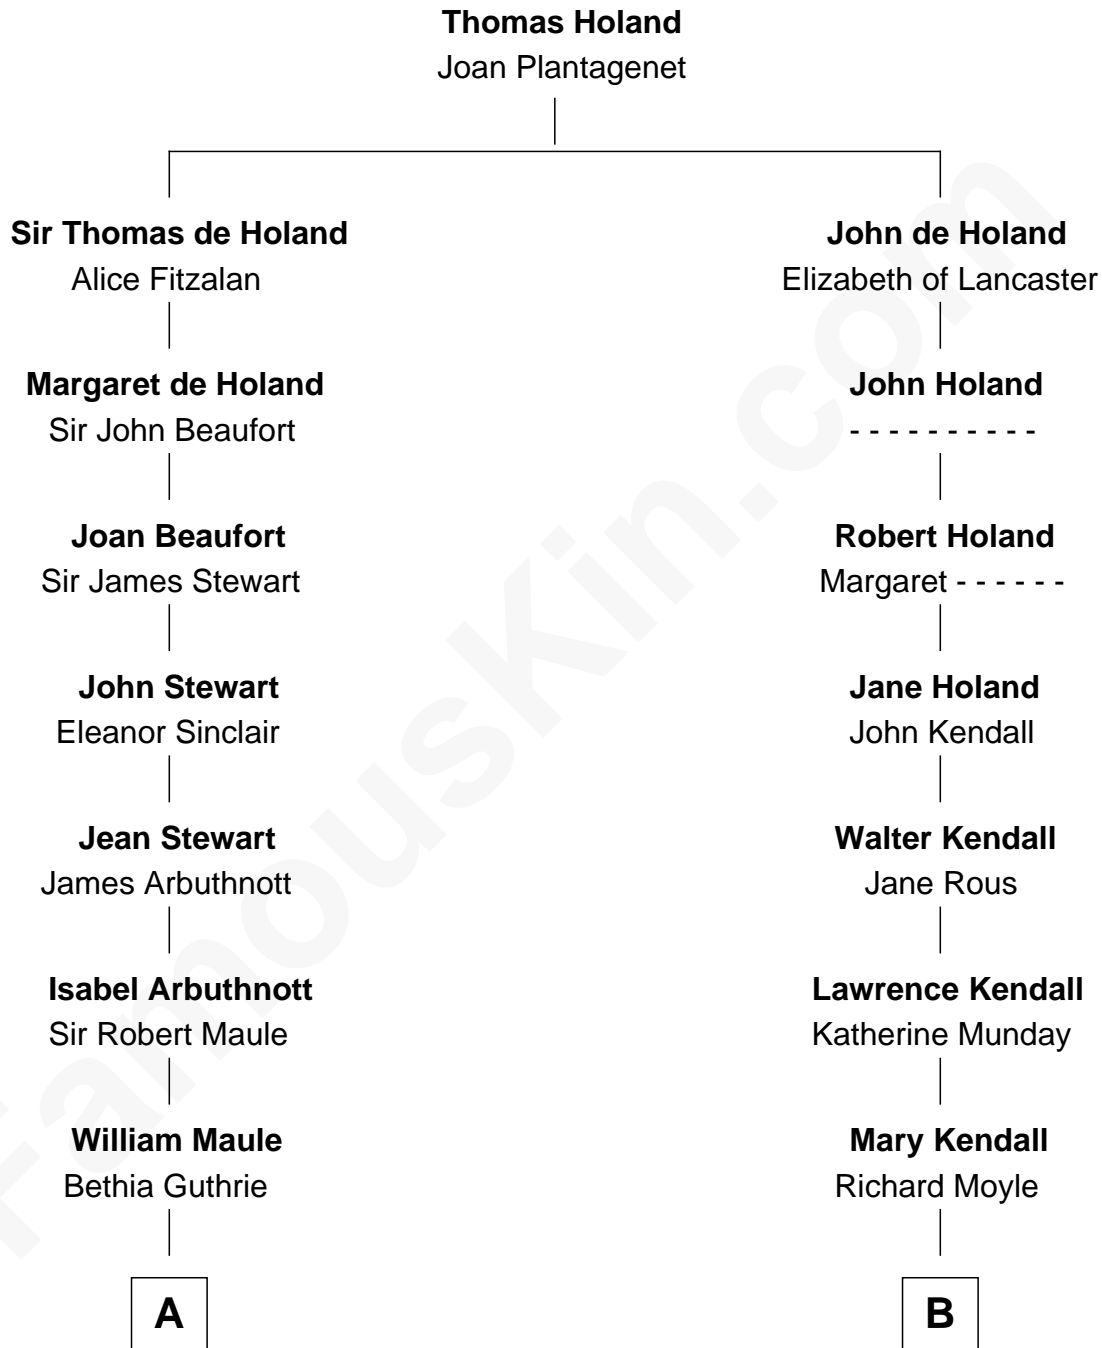 Thomas Holand
Joan Plantagenet
Sir Thomas de Holand
Alice Fitzalan
John de Holand
Elizabeth of Lancaster
Margaret de Holand
Sir John Beaufort
John Holand
- - - - - - - - - -
Joan Beaufort
Sir James Stewart
Robert Holand
Margaret - - - - - -
John Stewart
Eleanor Sinclair
Jane Holand
John Kendall
Jean Stewart
James Arbuthnott
Walter Kendall
Jane Rous
Isabel Arbuthnott
Sir Robert Maule
Lawrence Kendall
Katherine Munday
William Maule
Bethia Guthrie
Mary Kendall
Richard Moyle
A
B
FamousKin.com